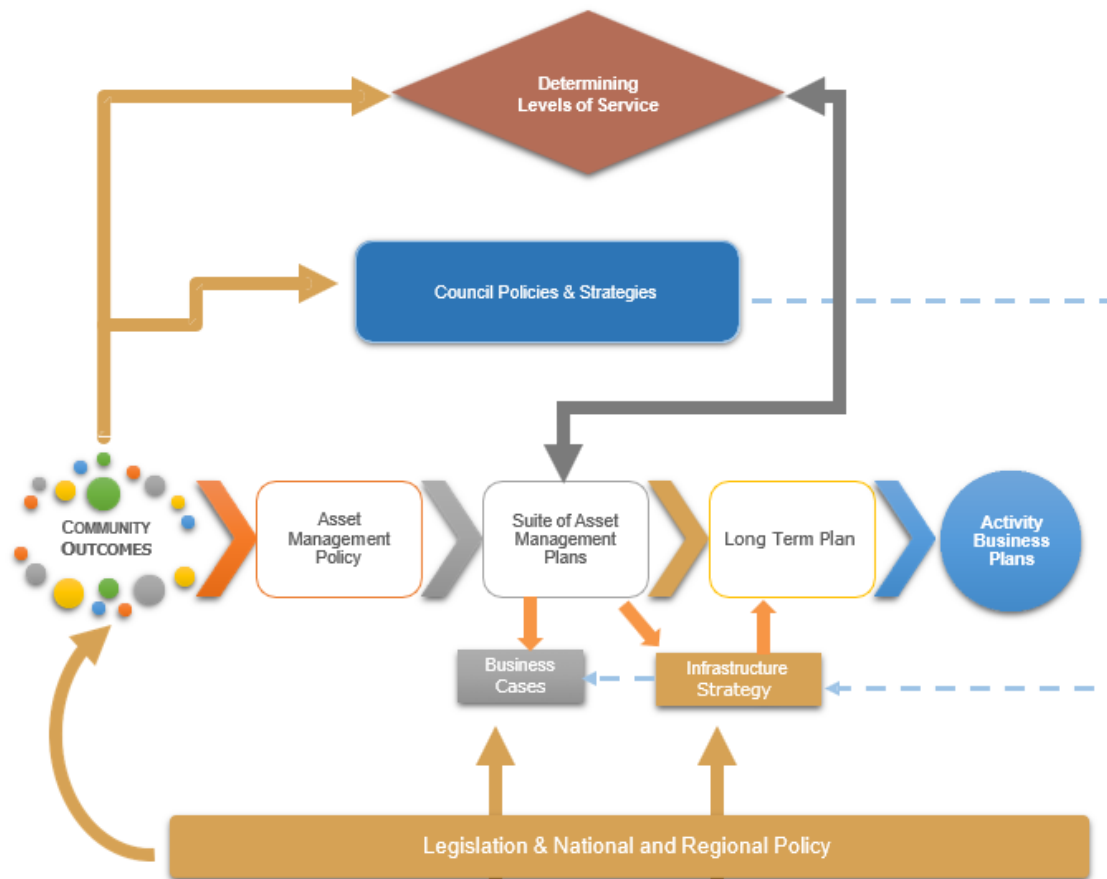 Determining
Levels of Service
Council Policies & Strategies
COMMUNITY
OUTCOMES
Asset
Management
Policy
Suite of Asset
Management
Plans
Long Term Plan
Activity
Business
Plans
Business
Cases
Infrastructure
Strategy
Legislation & National and Regional Policy